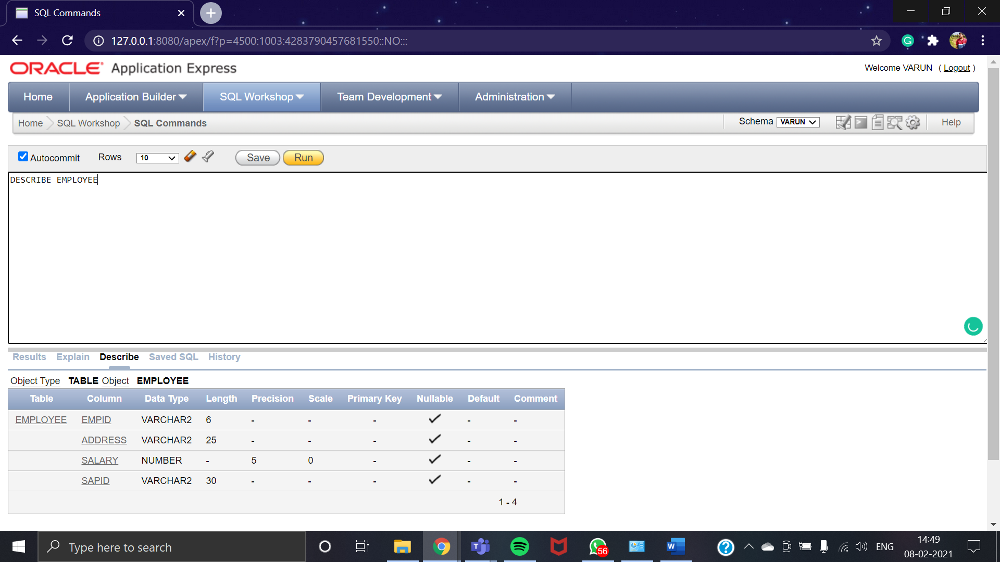 SQL Commands
127.0.0.1:8080/apex/f?p=4500:1003:4283790457681550::NO:::
ORACLE Application Express
Welcome VARUN ( Logout )
Home Application Builder SQL Workshop Team Development Administration
Home SQL Workshop SQL Commands Schema VARUN Help
Autocommit Rows 10 Save Run
DESCRIBE EMPLOYEE
Results Explain Describe Saved SQL History
Object Type TABLE Object EMPLOYEE
Table Column Data Type Length Precision Scale Primary Key Nullable Default Comment
EMPLOYEE EMPID VARCHAR2 6 - - - - -
ADDRESS VARCHAR2 25 - - - - -
SALARY NUMBER - 5 0 - - -
SAPID VARCHAR2 30 - - - - -
1 - 4
Type here to search
56
ENG
14:49
08-02-2021